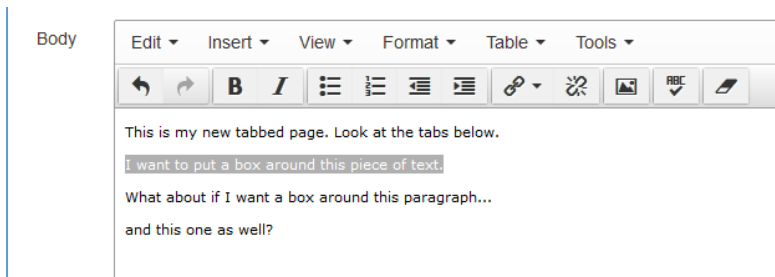 Body
Edit Insert View Format Table Tools
B I ABC
This is my new tabbed page. Look at the tabs below.
I want to put a box around this piece of text.
What about if I want a box around this paragraph...
and this one as well?